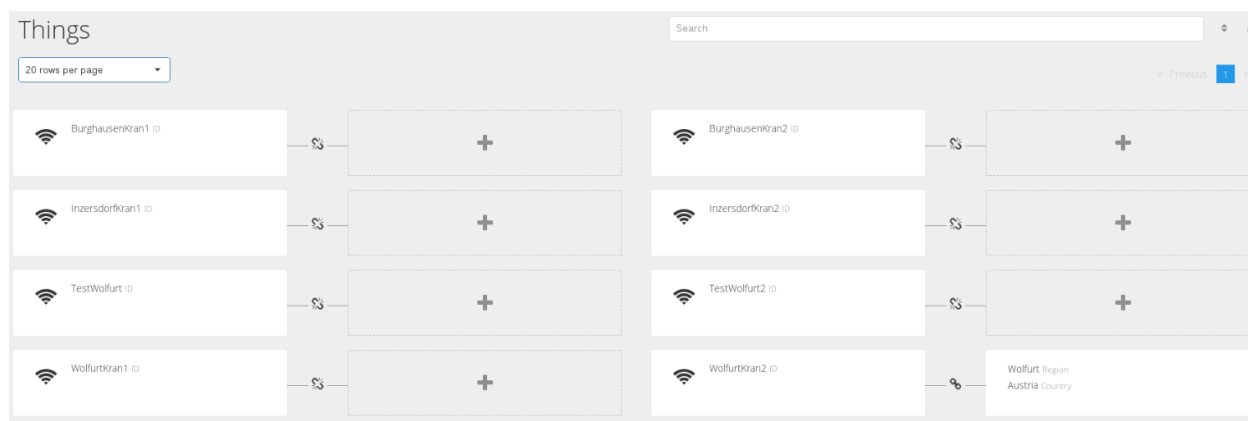 Things
Search
20 rows per page
« Previous 1
BurghausenKran1 ID
BurghausenKran2 ID
InzersdorfKran1 ID
InzersdorfKran2 ID
TestWolfurt ID
TestWolfurt2 ID
WolfurtKran1 ID
WolfurtKran2 ID
Wolfurt Region
Austria Country